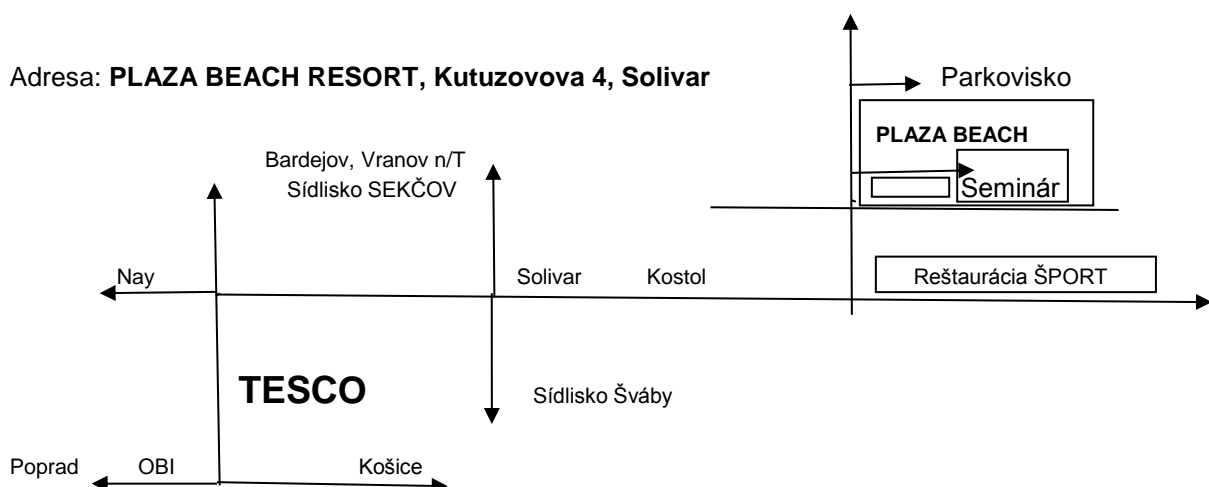 Adresa: PLAZA BEACH RESORT, Kutuzovova 4, Solivar
Parkovisko
PLAZA BEACH
Seminár
Bardejov, Vranov n/T
Sídlisko SEKČOV
Nay
Solivar
Kostol
Reštaurácia ŠPORT
TESCO
Sídlisko Šváby
Poprad
OBI
Košice